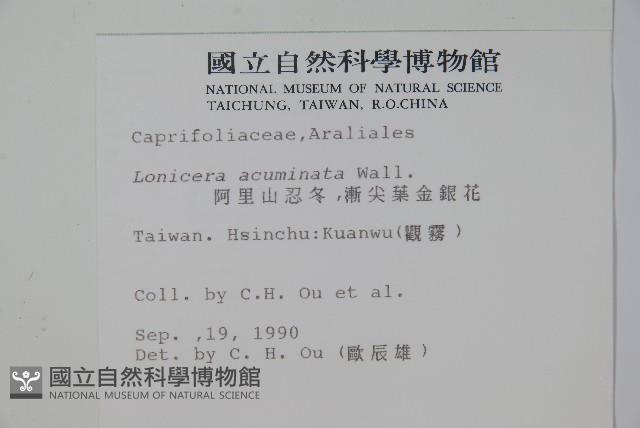 國立自然科學博物館
NATIONAL MUSEUM OF NATURAL SCIENCE
TAICHUNG, TAIWAN, R.O.CHINA
Caprifoliaceae,Araliales
Lonicera acuminata Wall.
阿里山忍冬,漸尖葉金銀花
Taiwan. Hsinchu:Kuanwu(觀霧)
Coll. by C.H. Ou et al.
Sep. ,19, 1990
Det. by C. H. Ou (歐辰雄)
國立自然科學博物館
NATIONAL MUSEUM OF NATURAL SCIENCE